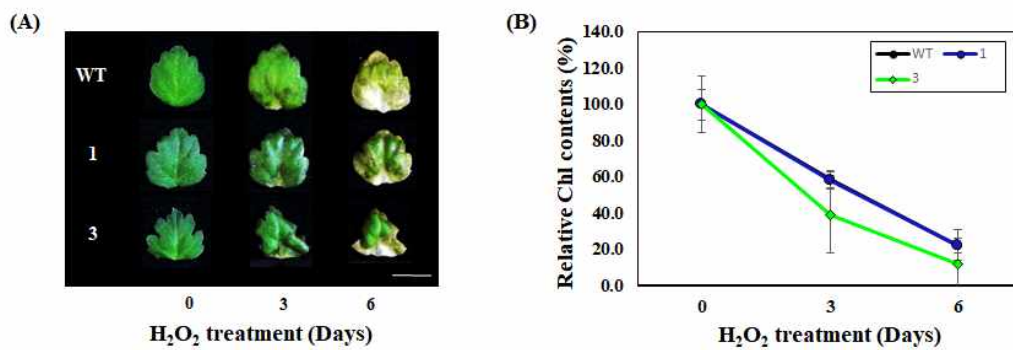 (A)
WT
1
3
0 3 6
H₂O₂ treatment (Days)
(B)
Relative Chl contents (%)
140.0
120.0
100.0
80.0
60.0
40.0
20.0
0.0
WT 1
3
0 3 6
H₂O₂ treatment (Days)